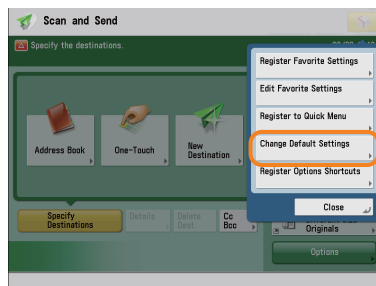 Scan and Send
Specify the destinations.
Register Favorite Settings
Edit Favorite Settings
Register to Quick Menu
Change Default Settings
Register Options Shortcuts
Close
Address Book
One-Touch
New
Destination
Specify
Destinations
Details
Delete
Dest.
Cc
Bcc
Originals
Options